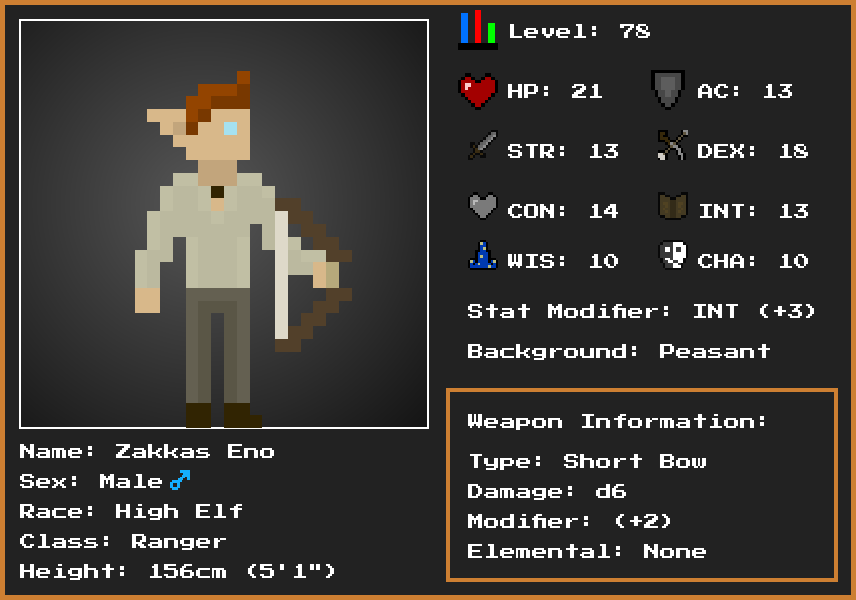 Level: 78
HP: 21 AC: 13
STR: 13 DEX: 18
CON: 14 INT: 13
WIS: 10 CHA: 10
Stat Modifier: INT (+3)
Background: Peasant
Weapon Information:
Type: Short Bow
Damage: d6
Modifier: (+2)
Elemental: None
Name: Zakkas Eno
Sex: Male ♂
Race: High Elf
Class: Ranger
Height: 156cm (5'1")